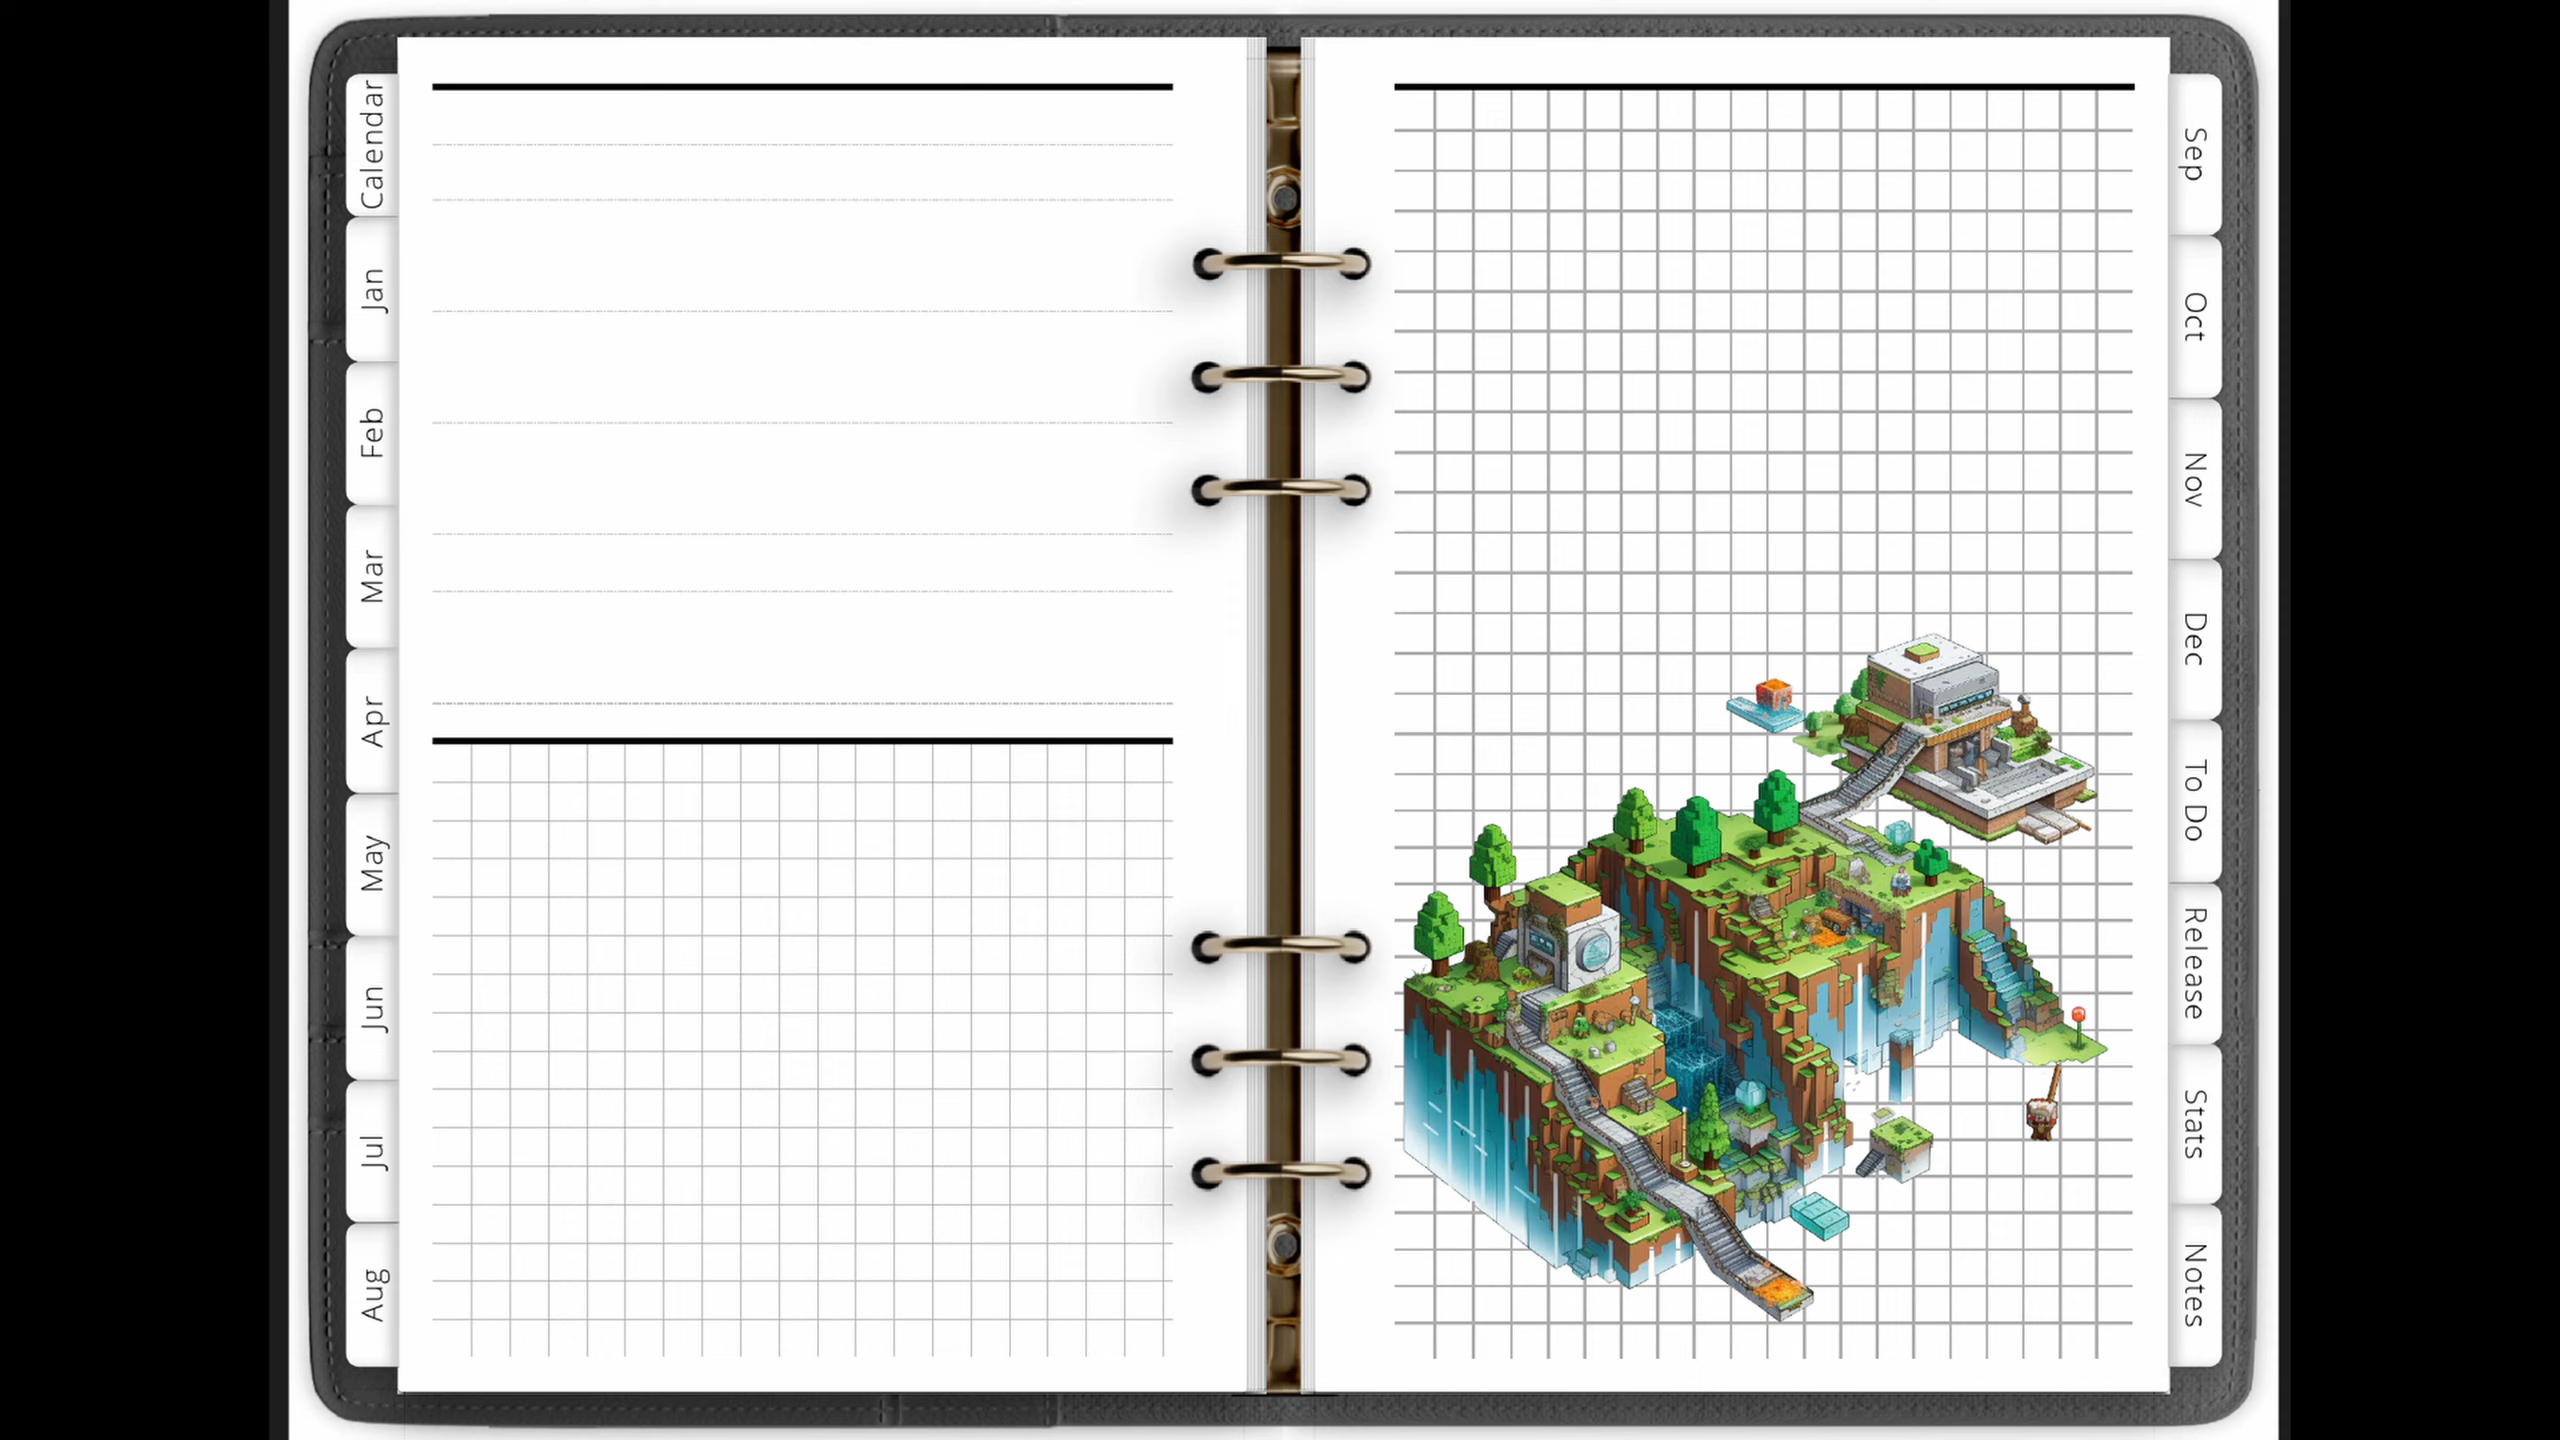 Calendar
Jan
Feb
Mar
Apr
May
Jun
Jul
Aug
Sep
Oct
Nov
Dec
To Do
Release
Stats
Notes